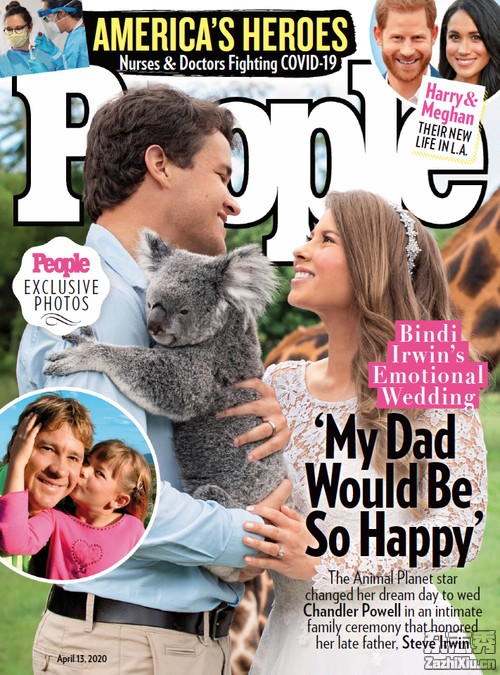 AMERICA'S HEROES
Nurses & Doctors Fighting COVID-19
People
Harry &
Meghan
THEIR NEW
LIFE IN L.A.
People
EXCLUSIVE
PHOTOS
Bindi
Irwin's
Emotional
Wedding
'My Dad
Would Be
So Happy'
The Animal Planet star
changed her dream day to wed
Chandler Powell in an intimate
family ceremony that honored
her late father, Steve Irwin
April 13, 2020
ZazhiXiu.cn